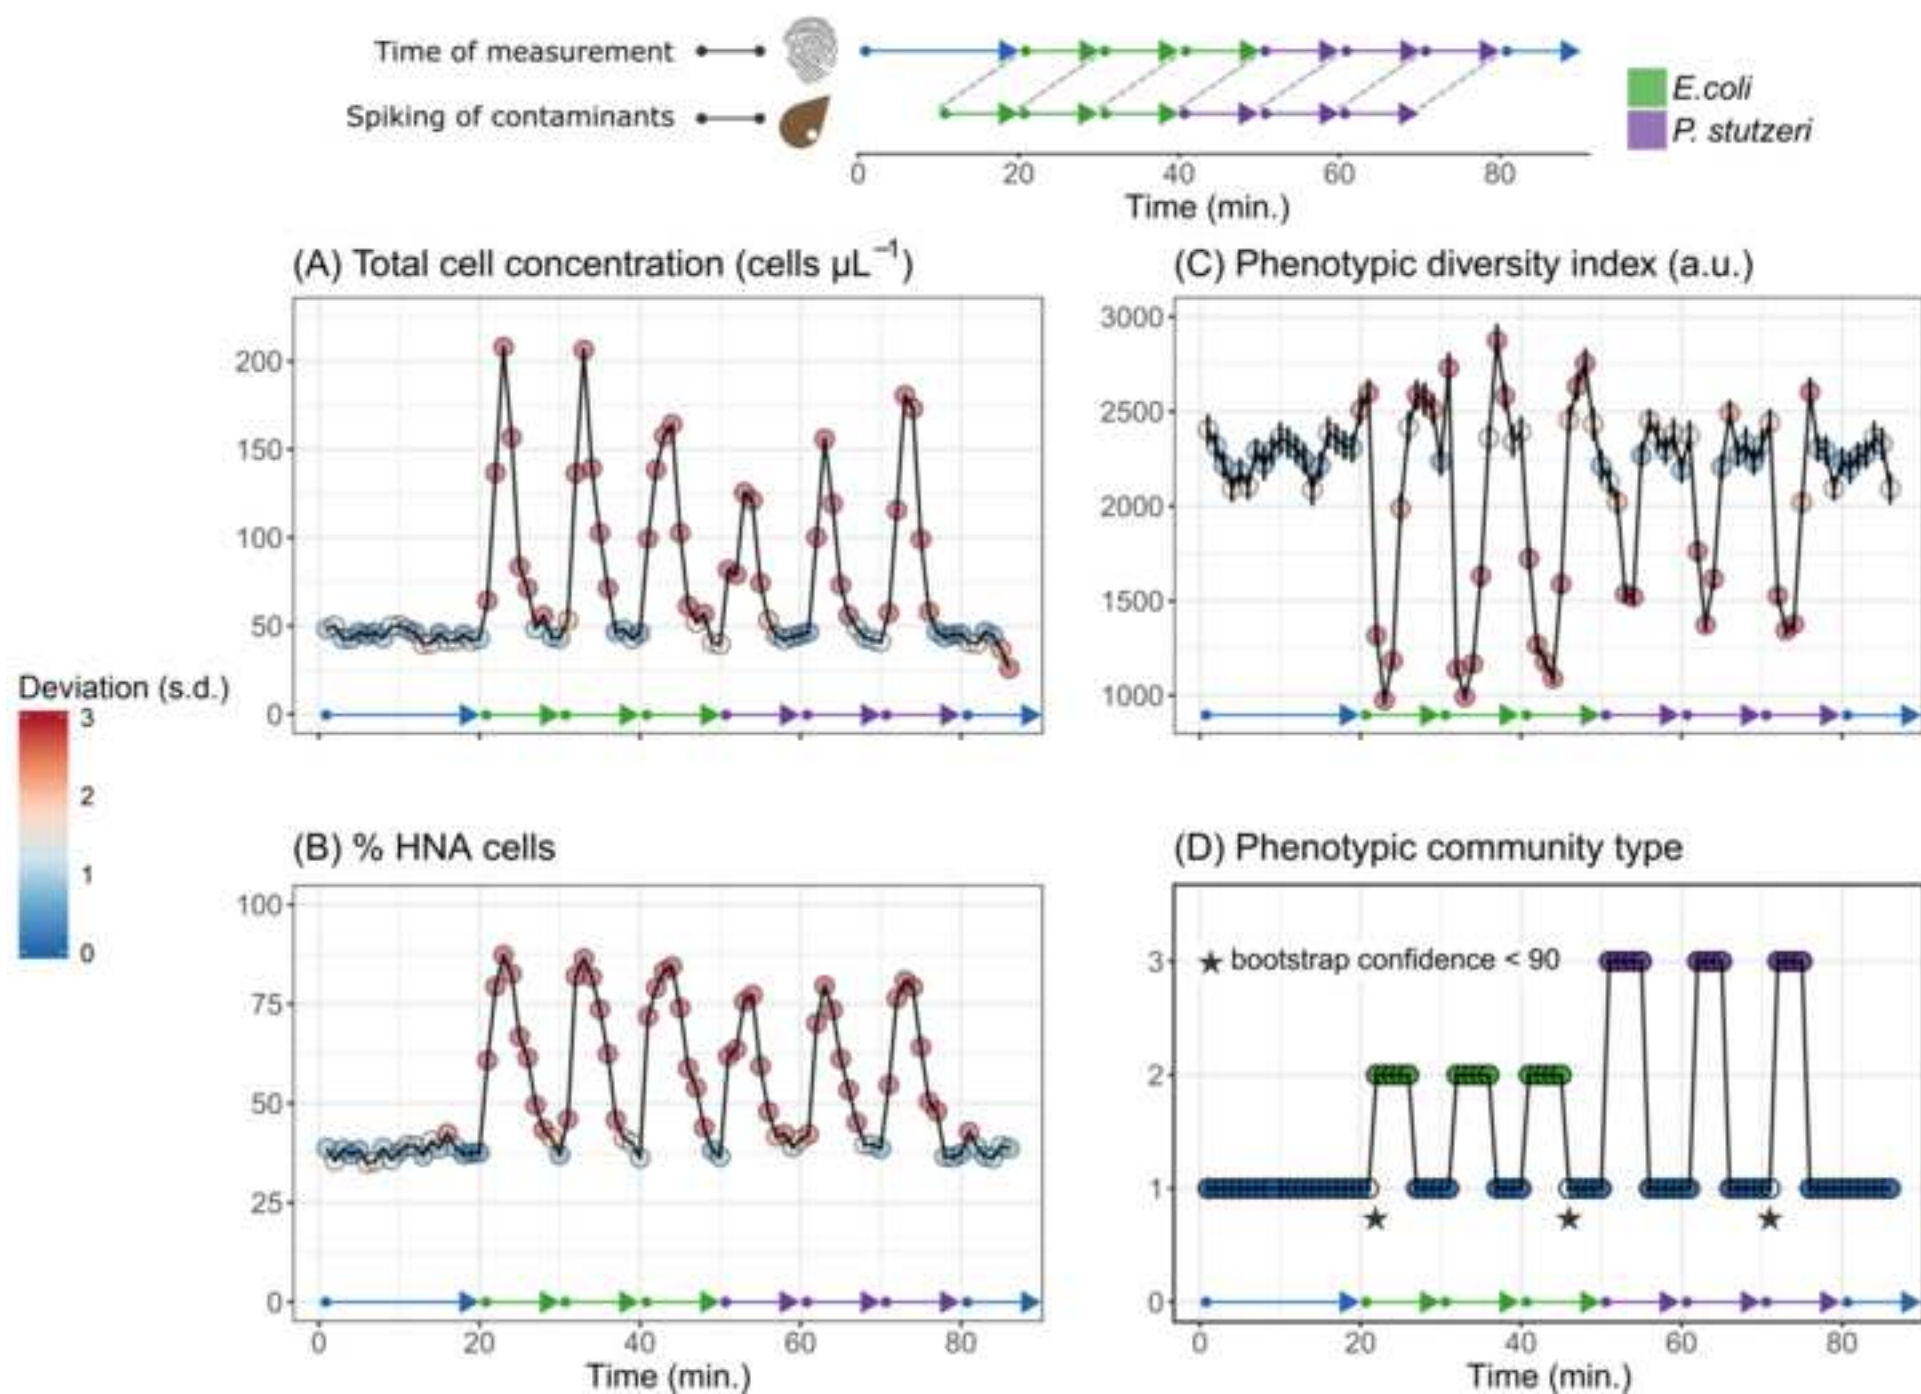 Time of measurement
Spiking of contaminants
E.coli
P. stutzeri
0 20 40 60 80
Time (min.)
(A) Total cell concentration (cells µL⁻¹)
200
150
100
50
0
(C) Phenotypic diversity index (a.u.)
3000
2500
2000
1500
1000
Deviation (s.d.)
3
2
1
0
(B) % HNA cells
100
75
50
25
0
0 20 40 60 80
Time (min.)
(D) Phenotypic community type
★ bootstrap confidence < 90
3
2
1
0
0 20 40 60 80
Time (min.)